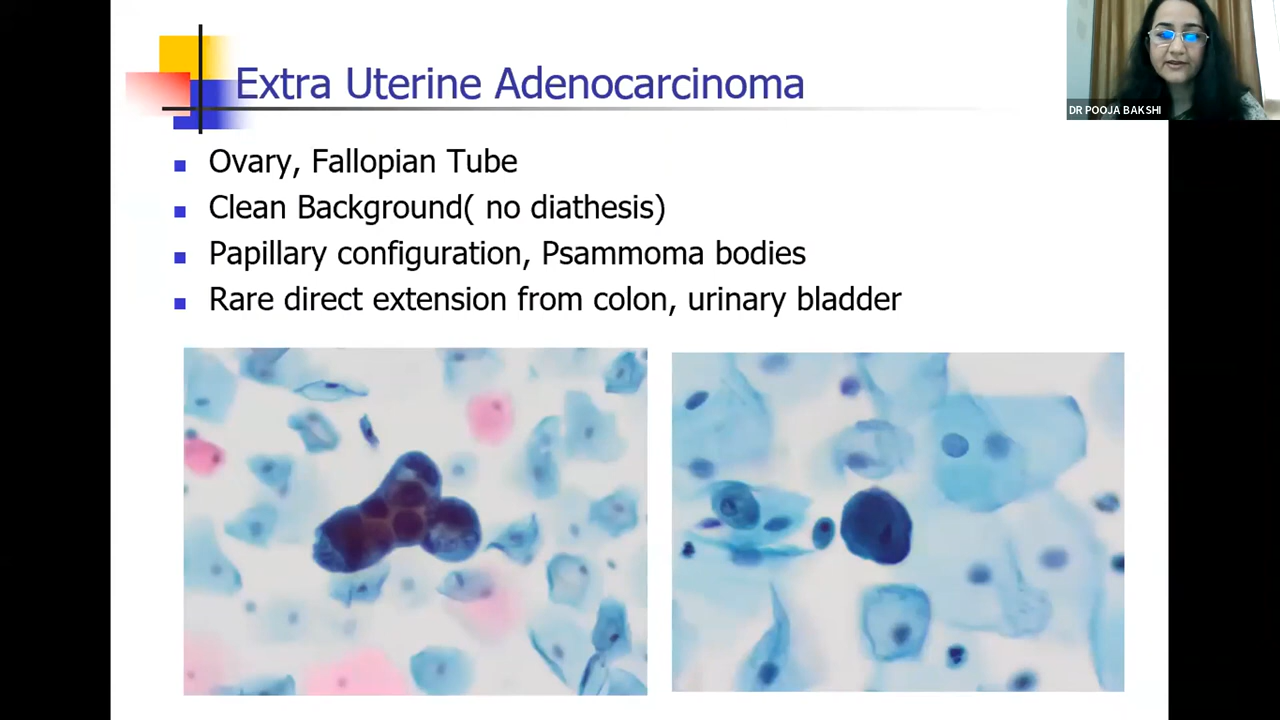 Extra Uterine Adenocarcinoma
DR POOJA BAKSHI
Ovary, Fallopian Tube
Clean Background( no diathesis)
Papillary configuration, Psammoma bodies
Rare direct extension from colon, urinary bladder